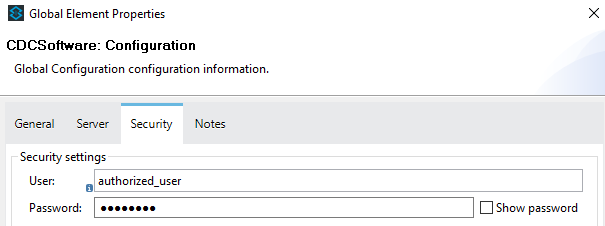 Global Element Properties
CDCSoftware: Configuration
Global Configuration configuration information.
General Server Security Notes
Security settings
User: authorized_user
Password: ●●●●●●●● Show password